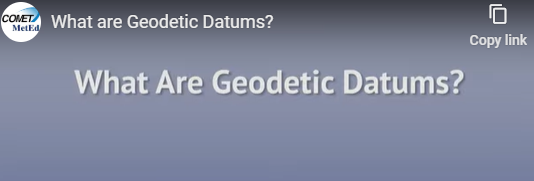 COMET
MetEd
What are Geodetic Datums?
Copy link
What Are Geodetic Datums?